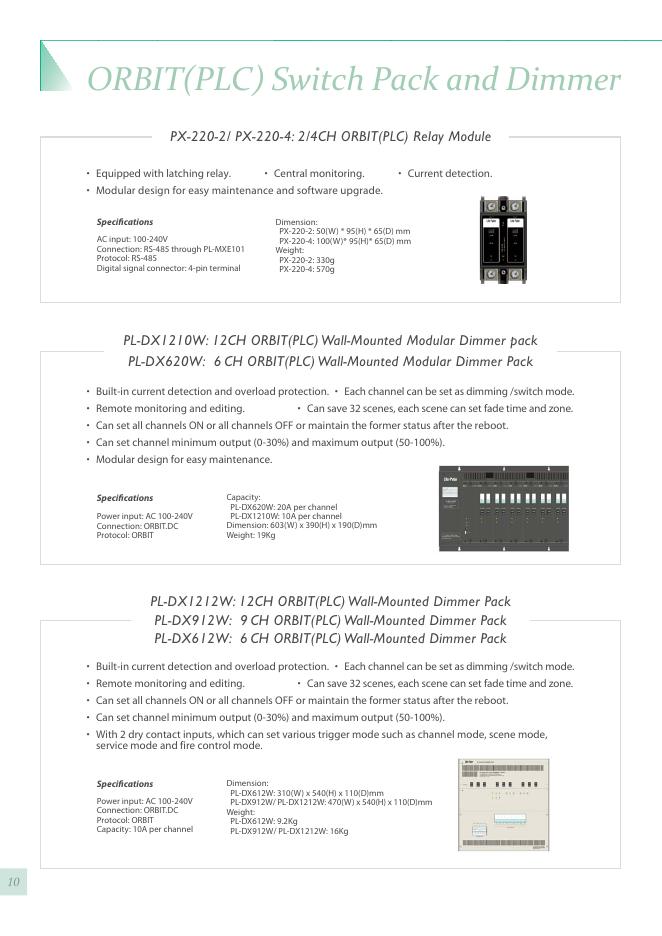 ORBIT(PLC) Switch Pack and Dimmer
PX-220-2/ PX-220-4: 2/4CH ORBIT(PLC) Relay Module
• Equipped with latching relay. • Central monitoring. • Current detection.
• Modular design for easy maintenance and software upgrade.
Specifications
AC input: 100-240V
Connection: RS-485 through PL-MXE101
Protocol: RS-485
Digital signal connector: 4-pin terminal
Dimension:
PX-220-2: 50(W) * 95(H) * 65(D) mm
PX-220-4: 100(W)* 95(H)* 65(D) mm
Weight:
PX-220-2: 330g
PX-220-4: 570g
PL-DX1210W: 12CH ORBIT(PLC) Wall-Mounted Modular Dimmer pack
PL-DX620W: 6 CH ORBIT(PLC) Wall-Mounted Modular Dimmer Pack
• Built-in current detection and overload protection. • Each channel can be set as dimming /switch mode.
• Remote monitoring and editing. • Can save 32 scenes, each scene can set fade time and zone.
• Can set all channels ON or all channels OFF or maintain the former status after the reboot.
• Can set channel minimum output (0-30%) and maximum output (50-100%).
• Modular design for easy maintenance.
Specifications
Power input: AC 100-240V
Connection: ORBIT.DC
Protocol: ORBIT
Capacity:
PL-DX620W: 20A per channel
PL-DX1210W: 10A per channel
Dimension: 603(W) x 390(H) x 190(D)mm
Weight: 19Kg
Lite-Puter
PL-DX1212W: 12CH ORBIT(PLC) Wall-Mounted Dimmer Pack
PL-DX912W: 9 CH ORBIT(PLC) Wall-Mounted Dimmer Pack
PL-DX612W: 6 CH ORBIT(PLC) Wall-Mounted Dimmer Pack
• Built-in current detection and overload protection. • Each channel can be set as dimming /switch mode.
• Remote monitoring and editing. • Can save 32 scenes, each scene can set fade time and zone.
• Can set all channels ON or all channels OFF or maintain the former status after the reboot.
• Can set channel minimum output (0-30%) and maximum output (50-100%).
• With 2 dry contact inputs, which can set various trigger mode such as channel mode, scene mode,
service mode and fire control mode.
Specifications
Power input: AC 100-240V
Connection: ORBIT.DC
Protocol: ORBIT
Capacity: 10A per channel
Dimension:
PL-DX612W: 310(W) x 540(H) x 110(D)mm
PL-DX912W/ PL-DX1212W: 470(W) x 540(H) x 110(D)mm
Weight:
PL-DX612W: 9.2Kg
PL-DX912W/ PL-DX1212W: 16Kg
10